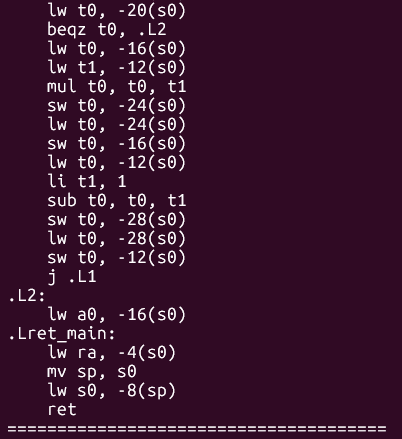 lw t0, -20(s0)
beqz t0, .L2
lw t0, -16(s0)
lw t1, -12(s0)
mul t0, t0, t1
sw t0, -24(s0)
lw t0, -24(s0)
sw t0, -16(s0)
lw t0, -12(s0)
li t1, 1
sub t0, t0, t1
sw t0, -28(s0)
lw t0, -28(s0)
sw t0, -12(s0)
j .L1
.L2:
lw a0, -16(s0)
.Lret_main:
lw ra, -4(s0)
mv sp, s0
lw s0, -8(sp)
ret
======================================